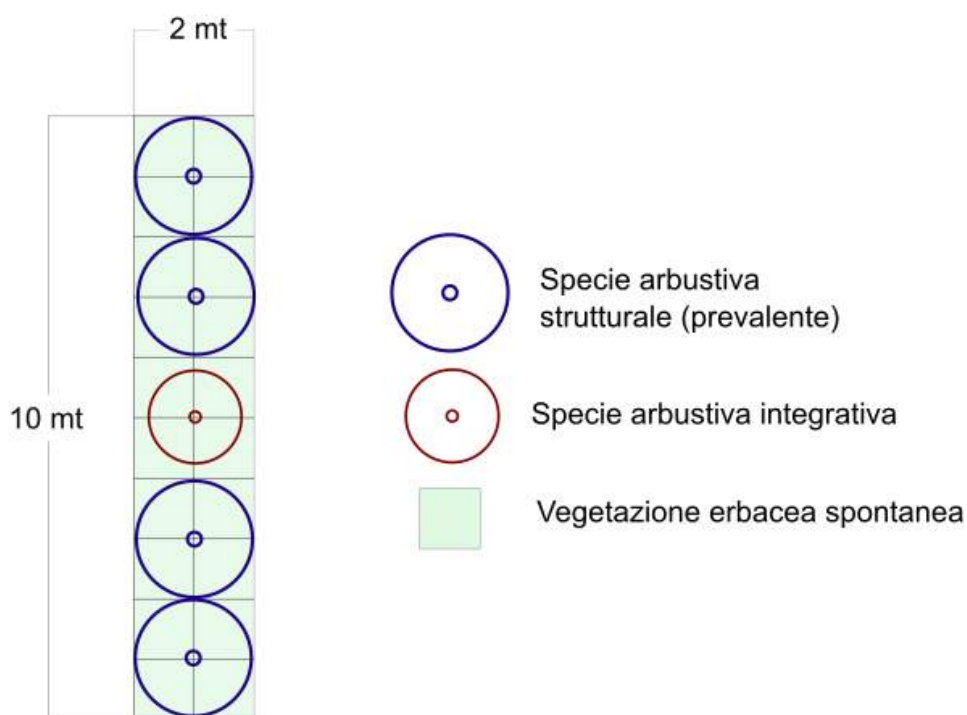 2 mt
Specie arbustiva
strutturale (prevalente)
10 mt
Specie arbustiva integrativa
Vegetazione erbacea spontanea